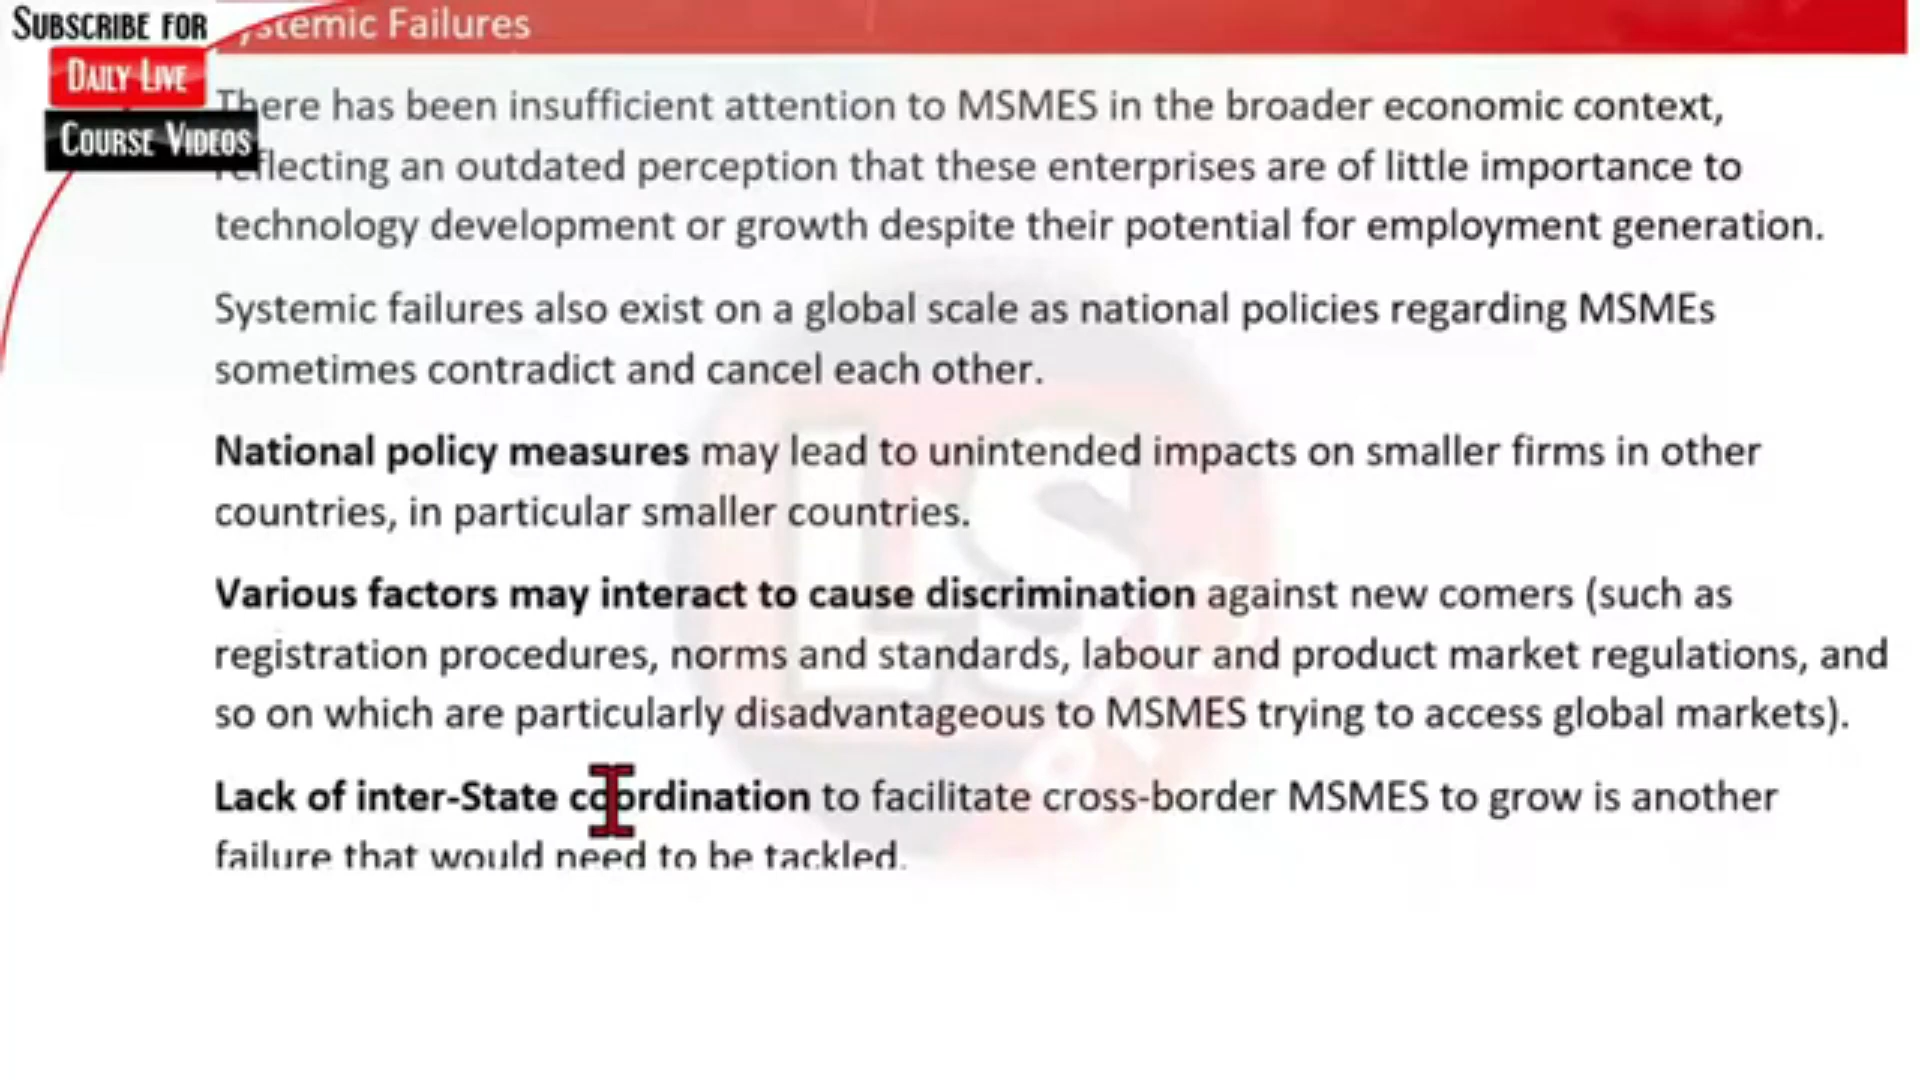 SUBSCRIBE FOR
DAILY LIVE
COURSE VIDEOS
Systemic Failures
There has been insufficient attention to MSMES in the broader economic context,
reflecting an outdated perception that these enterprises are of little importance to
technology development or growth despite their potential for employment generation.
Systemic failures also exist on a global scale as national policies regarding MSMEs
sometimes contradict and cancel each other.
National policy measures may lead to unintended impacts on smaller firms in other
countries, in particular smaller countries.
Various factors may interact to cause discrimination against new comers (such as
registration procedures, norms and standards, labour and product market regulations, and
so on which are particularly disadvantageous to MSMES trying to access global markets).
Lack of inter-State coordination to facilitate cross-border MSMES to grow is another
failure that would need to be tackled.